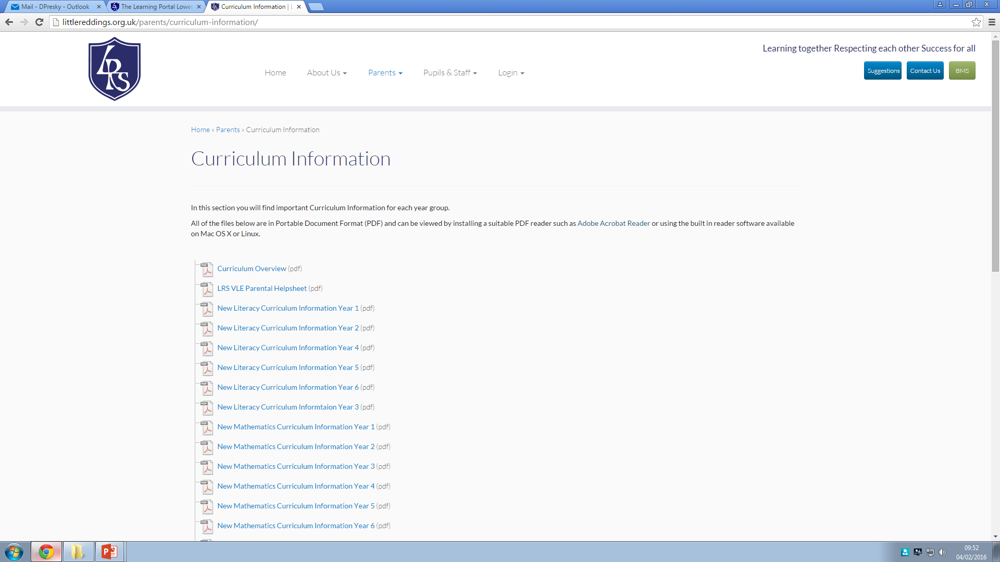 Mail - DPresky - Outlook
The Learning Portal Lower
Curriculum Information |
littlereddings.org.uk/parents/curriculum-information/
LRS
Learning together Respecting each other Success for all
Home
About Us
Parents
Pupils & Staff
Login
Suggestions
Contact Us
BMS
Home » Parents » Curriculum Information
Curriculum Information
In this section you will find important Curriculum Information for each year group.
All of the files below are in Portable Document Format (PDF) and can be viewed by installing a suitable PDF reader such as Adobe Acrobat Reader or using the built in reader software available
on Mac OS X or Linux.
Curriculum Overview (pdf)
LRS VLE Parental Helpsheet (pdf)
New Literacy Curriculum Information Year 1 (pdf)
New Literacy Curriculum Information Year 2 (pdf)
New Literacy Curriculum Information Year 4 (pdf)
New Literacy Curriculum Information Year 5 (pdf)
New Literacy Curriculum Information Year 6 (pdf)
New Literacy Curriculum Informtaion Year 3 (pdf)
New Mathematics Curriculum Information Year 1 (pdf)
New Mathematics Curriculum Information Year 2 (pdf)
New Mathematics Curriculum Information Year 3 (pdf)
New Mathematics Curriculum Information Year 4 (pdf)
New Mathematics Curriculum Information Year 5 (pdf)
New Mathematics Curriculum Information Year 6 (pdf)
09:52
04/02/2016